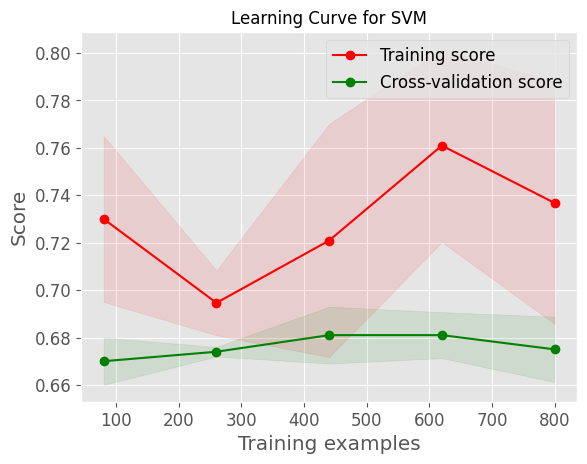 Learning Curve for SVM
Training score
Cross-validation score
0.80
0.78
0.76
0.74
0.72
0.70
0.68
0.66
Score
100 200 300 400 500 600 700 800
Training examples